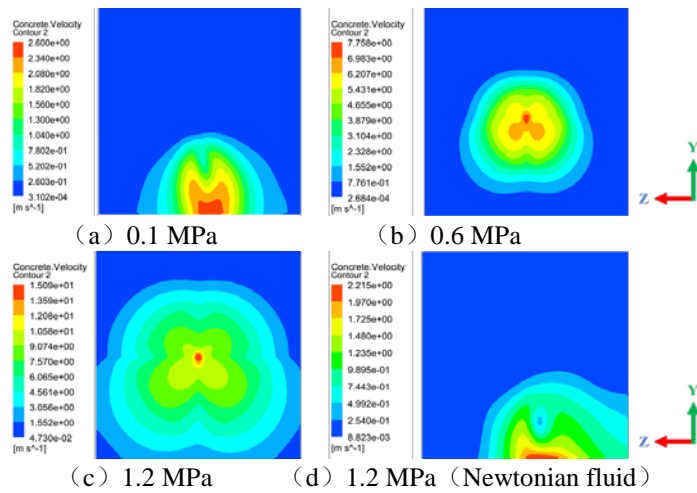 Concrete.Velocity
Contour 2
2.600e+00
2.340e+00
2.080e+00
1.820e+00
1.560e+00
1.300e+00
1.040e+00
7.802e-01
5.202e-01
2.603e-01
3.102e-04
[m s^-1]
(a) 0.1 MPa
Concrete.Velocity
Contour 2
7.758e+00
6.983e+00
6.207e+00
5.431e+00
4.655e+00
3.879e+00
3.104e+00
2.328e+00
1.552e+00
7.761e-01
2.684e-04
[m s^-1]
(b) 0.6 MPa
Y
Z
Concrete.Velocity
Contour 2
1.509e+01
1.359e+01
1.208e+01
1.058e+01
9.074e+00
7.570e+00
6.065e+00
4.561e+00
3.056e+00
1.552e+00
4.730e-02
[m s^-1]
(c) 1.2 MPa
Concrete.Velocity
Contour 2
2.215e+00
1.970e+00
1.725e+00
1.480e+00
1.235e+00
9.895e-01
7.443e-01
4.992e-01
2.540e-01
8.823e-03
[m s^-1]
(d) 1.2 MPa (Newtonian fluid)
Y
Z